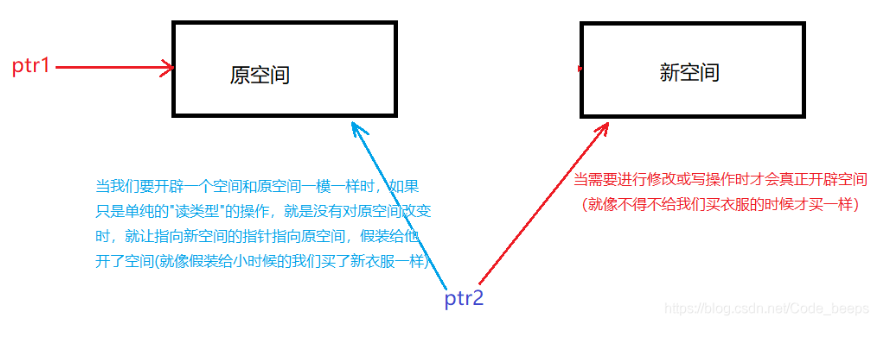 ptr1
原空间
新空间
当我们要开辟一个空间和原空间一模一样时，如果
只是单纯的"读类型"的操作，就是没有对原空间改变
时，就让指向新空间的指针指向原空间，假装给他
开了空间(就像假装给小时候的我们买了新衣服一样)
当需要进行修改或写操作时才会真正开辟空间
（就像不得不给我们买衣服的时候才买一样）
ptr2
https://blog.csdn.net/Code_beeps